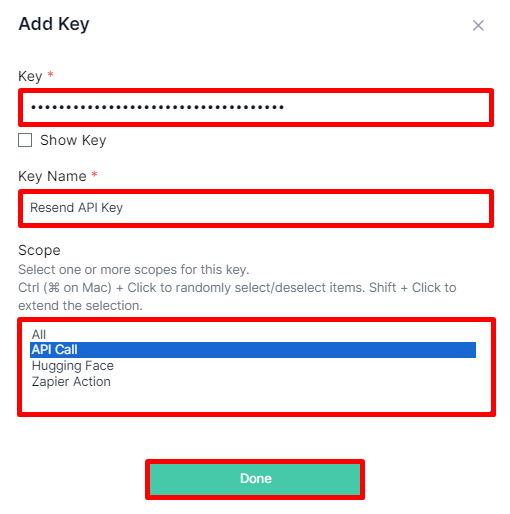 Add Key
Key *
••••••••••••••••••••••••••••••••••••
Show Key
Key Name *
Resend API Key
Scope
Select one or more scopes for this key.
Ctrl (⌘ on Mac) + Click to randomly select/deselect items. Shift + Click to
extend the selection.
All
API Call
Hugging Face
Zapier Action
Done